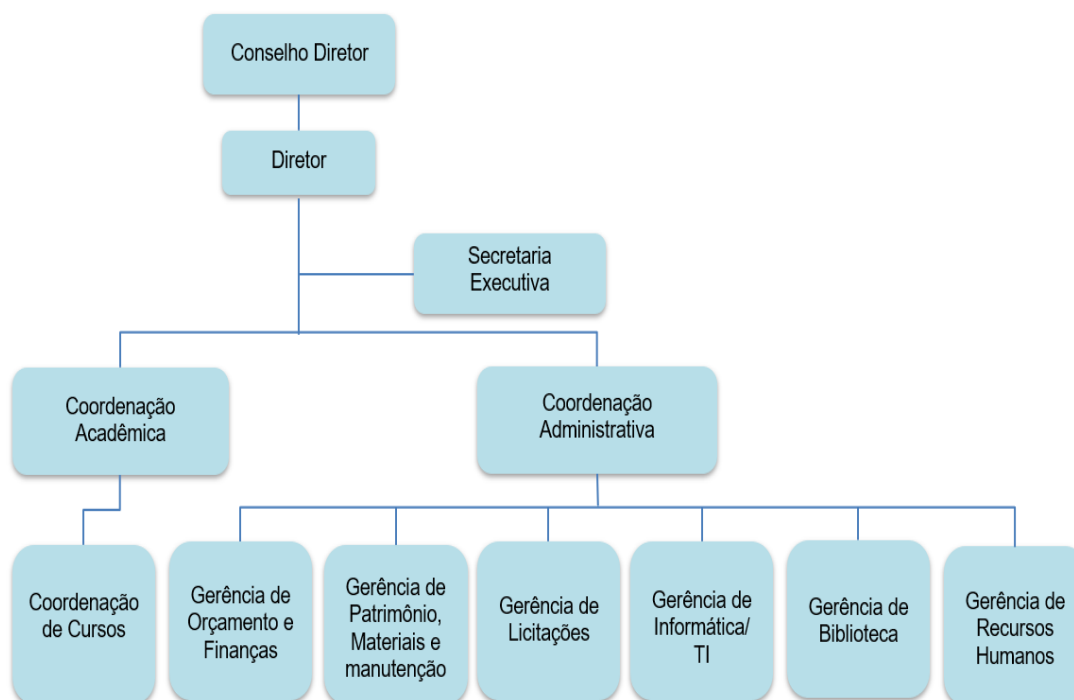 Conselho Diretor
Diretor
Secretaria
Executiva
Coordenação
Acadêmica
Coordenação
Administrativa
Coordenação
de Cursos
Gerência de
Orçamento e
Finanças
Gerência de
Patrimônio,
Materiais e
manutenção
Gerência de
Licitações
Gerência de
Informática/
TI
Gerência de
Biblioteca
Gerência de
Recursos
Humanos